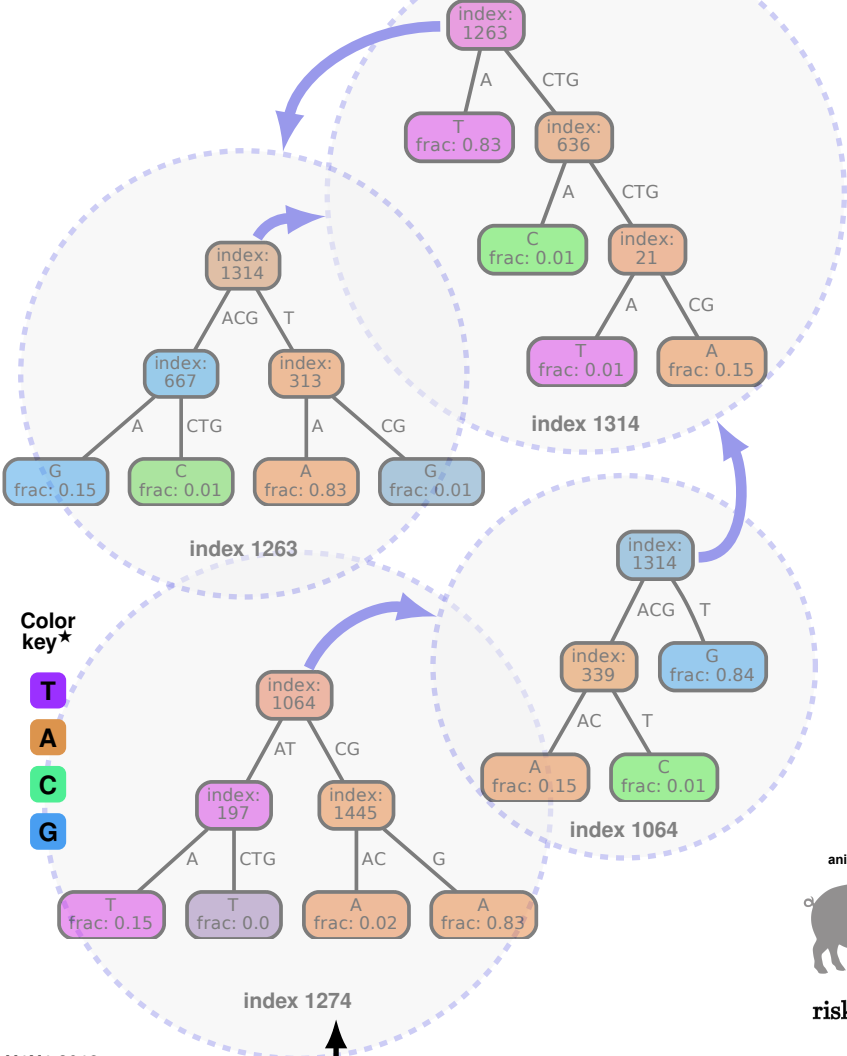 index:
1263
A
CTG
T
frac: 0.83
index:
636
A
CTG
C
frac: 0.01
index:
21
A
CG
T
frac: 0.01
A
frac: 0.15
index 1314
index:
1314
ACG
T
index:
667
index:
313
A
CTG
A
CG
G
frac: 0.15
C
frac: 0.01
A
frac: 0.83
G
frac: 0.01
index 1263
index:
1314
ACG
T
index:
339
G
frac: 0.84
AC
T
A
frac: 0.15
C
frac: 0.01
index 1064
Color
key★
T
A
C
G
index:
1064
AT
CG
index:
197
index:
1445
A
CTG
AC
G
T
frac: 0.15
T
frac: 0.0
A
frac: 0.02
A
frac: 0.83
index 1274
ani
risk